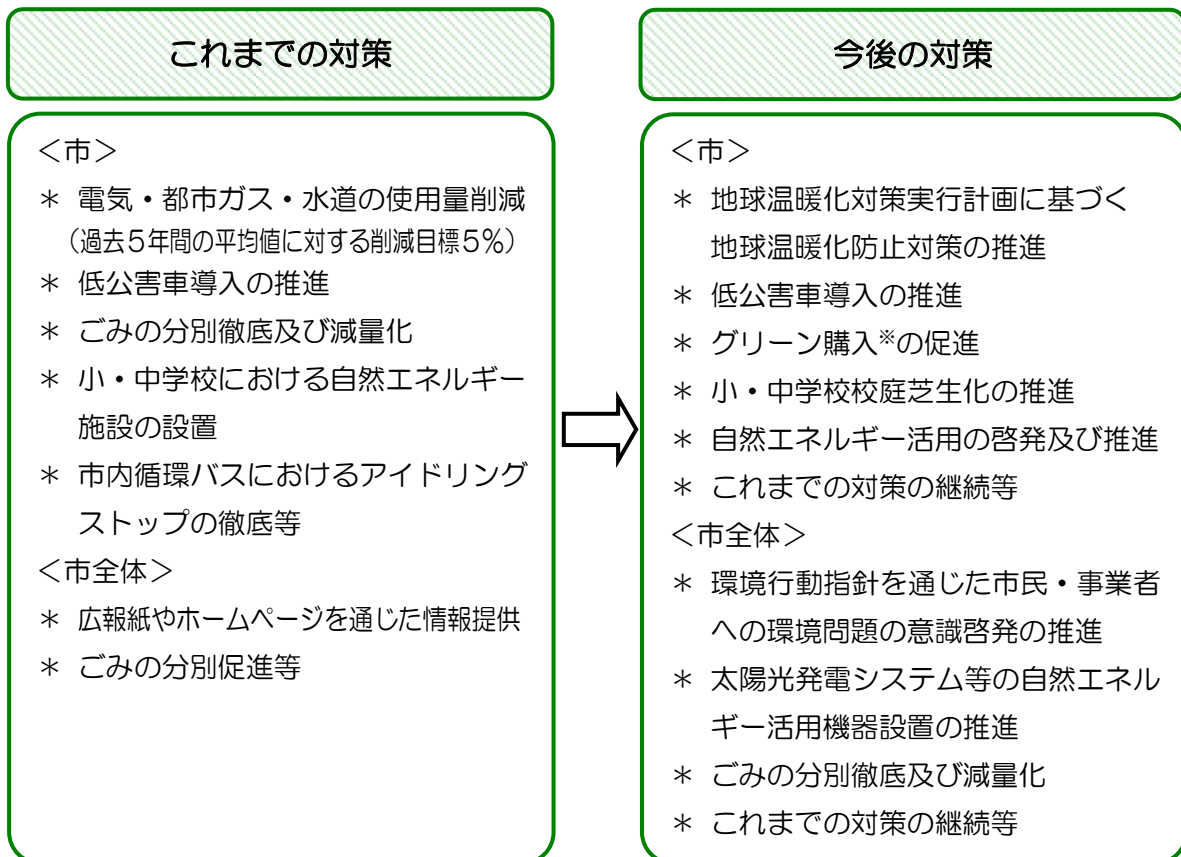 これまでの対策
＜市＞
＊ 電気・都市ガス・水道の使用量削減
（過去５年間の平均値に対する削減目標５％）
＊ 低公害車導入の推進
＊ ごみの分別徹底及び減量化
＊ 小・中学校における自然エネルギー
施設の設置
＊ 市内循環バスにおけるアイドリング
ストップの徹底等
＜市全体＞
＊ 広報紙やホームページを通じた情報提供
＊ ごみの分別促進等
今後の対策
＜市＞
＊ 地球温暖化対策実行計画に基づく
地球温暖化防止対策の推進
＊ 低公害車導入の推進
＊ グリーン購入※の促進
＊ 小・中学校校庭芝生化の推進
＊ 自然エネルギー活用の啓発及び推進
＊ これまでの対策の継続等
＜市全体＞
＊ 環境行動指針を通じた市民・事業者
への環境問題の意識啓発の推進
＊ 太陽光発電システム等の自然エネル
ギー活用機器設置の推進
＊ ごみの分別徹底及び減量化
＊ これまでの対策の継続等